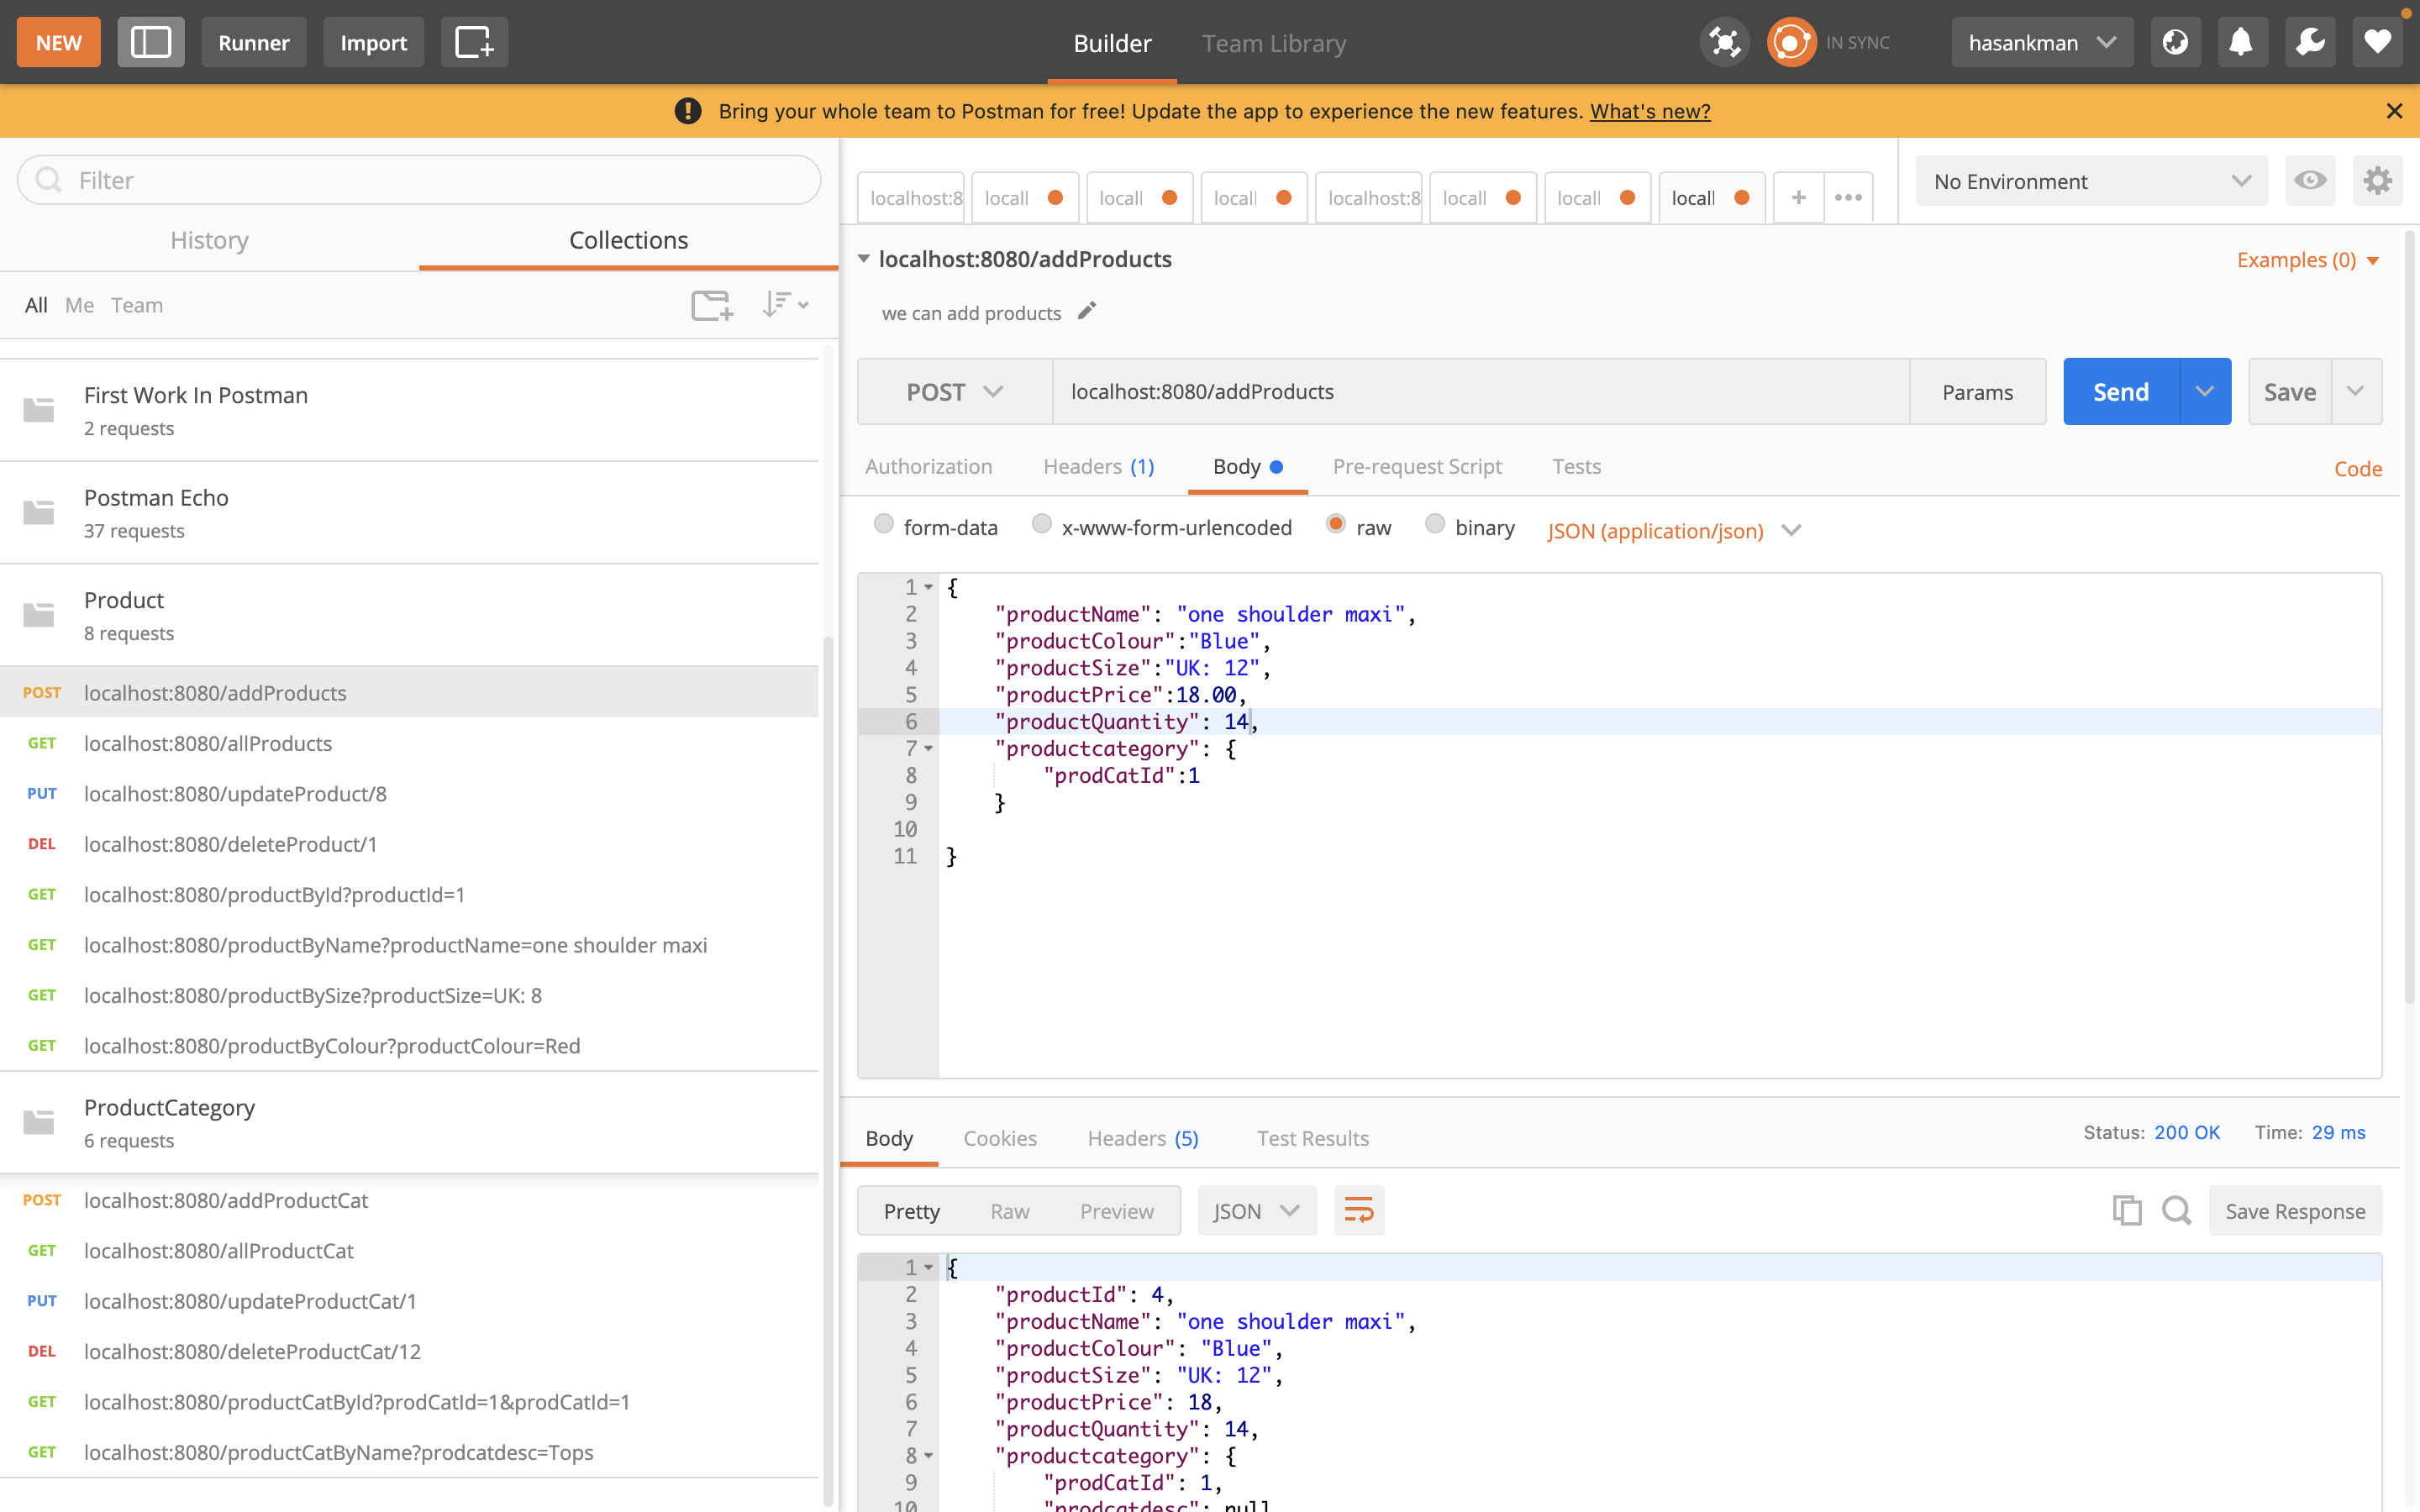 NEW
Runner
Import
Builder
Team Library
IN SYNC
hasankman
Bring your whole team to Postman for free! Update the app to experience the new features. What's new?
Filter
History
Collections
All Me Team
First Work In Postman
2 requests
Postman Echo
37 requests
Product
8 requests
POST localhost:8080/addProducts
GET localhost:8080/allProducts
PUT localhost:8080/updateProduct/8
DEL localhost:8080/deleteProduct/1
GET localhost:8080/productById?productId=1
GET localhost:8080/productByName?productName=one shoulder maxi
GET localhost:8080/productBySize?productSize=UK: 8
GET localhost:8080/productByColour?productColour=Red
ProductCategory
6 requests
POST localhost:8080/addProductCat
GET localhost:8080/allProductCat
PUT localhost:8080/updateProductCat/1
DEL localhost:8080/deleteProductCat/12
GET localhost:8080/productCatById?prodCatId=1&prodCatId=1
GET localhost:8080/productCatByName?prodcatdesc=Tops
localhost:8 locall locall locall localhost:8 locall locall locall + •••
No Environment
localhost:8080/addProducts
Examples (0)
we can add products
POST localhost:8080/addProducts Params Send Save
Authorization Headers (1) Body Pre-request Script Tests Code
form-data x-www-form-urlencoded raw binary JSON (application/json)
1 {
2 "productName": "one shoulder maxi",
3 "productColour":"Blue",
4 "productSize":"UK: 12",
5 "productPrice":18.00,
6 "productQuantity": 14,
7 "productcategory": {
8 "prodCatId":1
9 }
10
11 }
Body Cookies Headers (5) Test Results Status: 200 OK Time: 29 ms
Pretty Raw Preview JSON Save Response
1 {
2 "productId": 4,
3 "productName": "one shoulder maxi",
4 "productColour": "Blue",
5 "productSize": "UK: 12",
6 "productPrice": 18,
7 "productQuantity": 14,
8 "productcategory": {
9 "prodCatId": 1,
10 "prodcatdesc": null